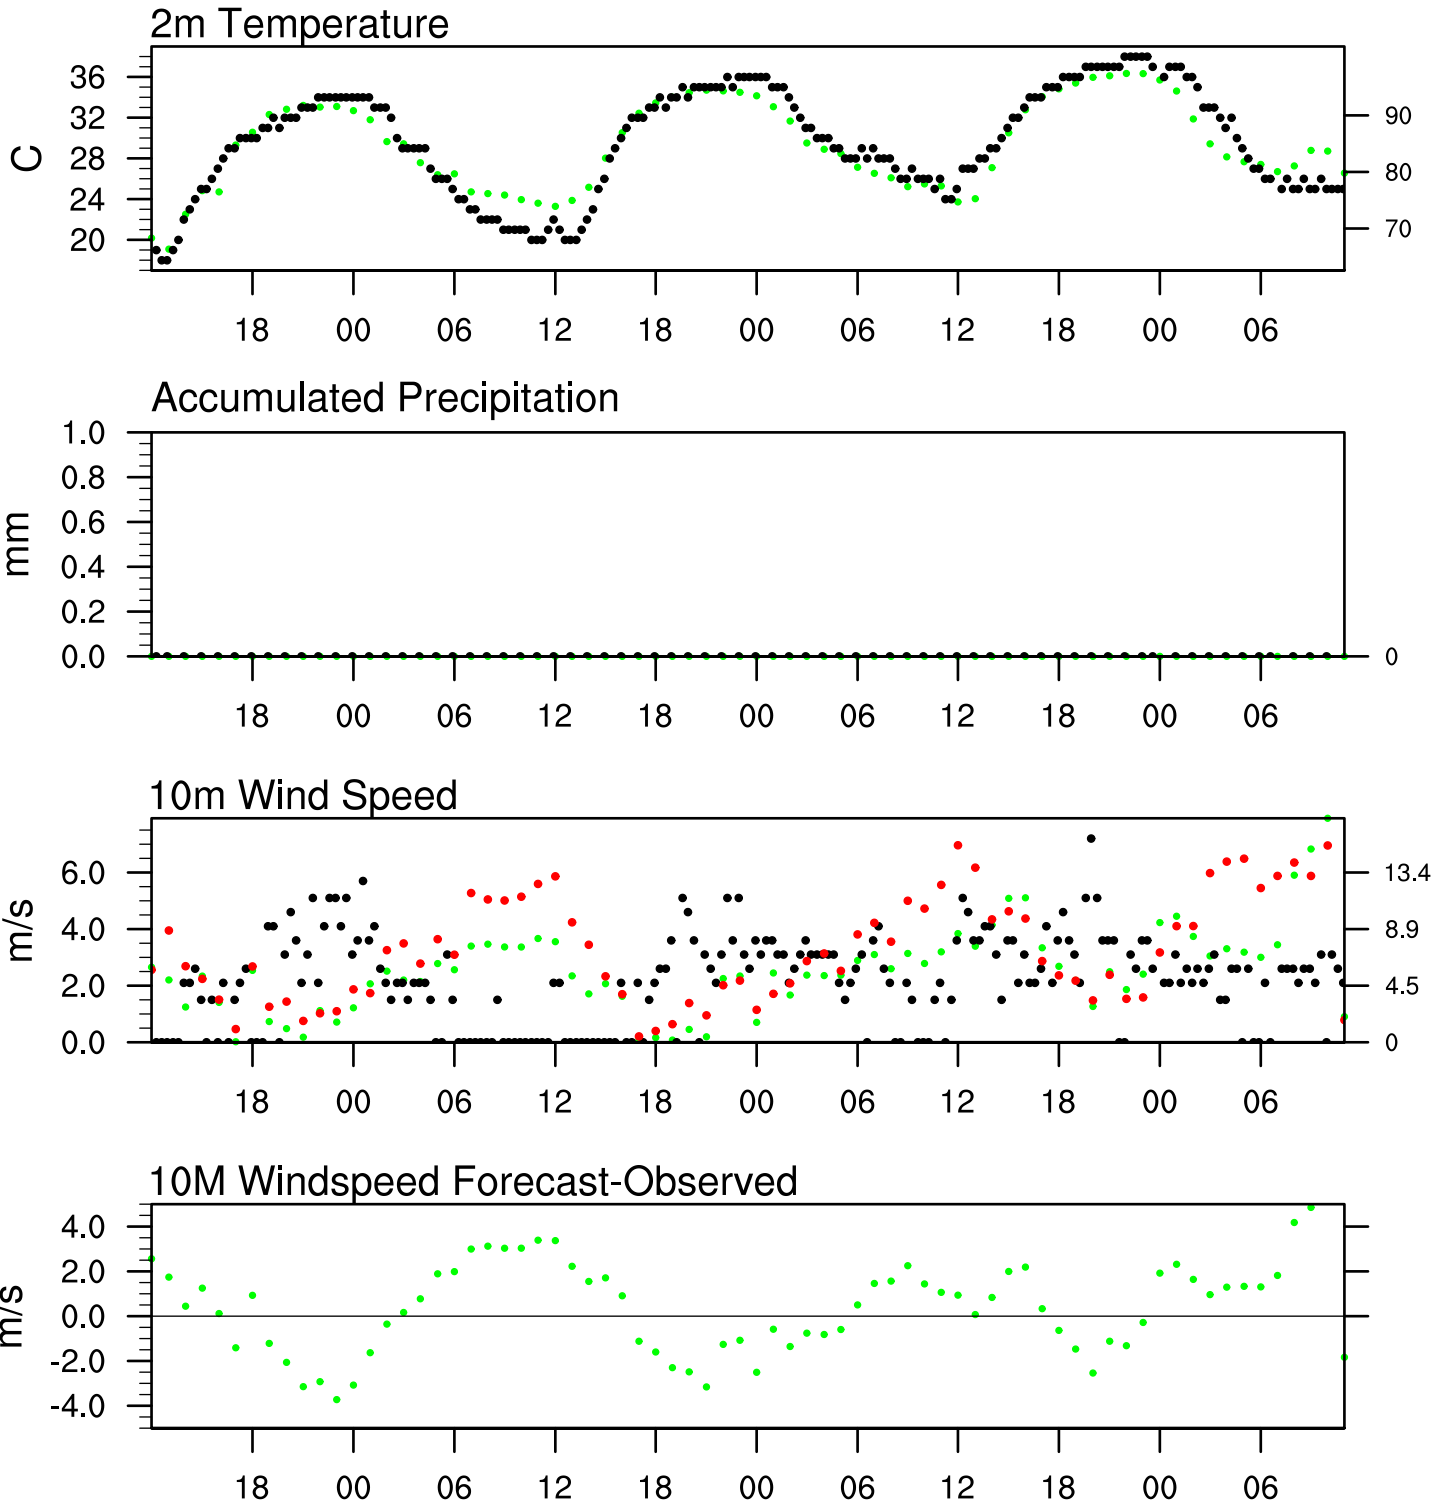 2m Temperature
C
36
32
28
24
20
90
80
70
18 00 06 12 18 00 06 12 18 00 06
Accumulated Precipitation
mm
1.0
0.8
0.6
0.4
0.2
0.0
0
18 00 06 12 18 00 06 12 18 00 06
10m Wind Speed
m/s
6.0
4.0
2.0
0.0
13.4
8.9
4.5
0
18 00 06 12 18 00 06 12 18 00 06
10M Windspeed Forecast-Observed
m/s
4.0
2.0
0.0
-2.0
-4.0
18 00 06 12 18 00 06 12 18 00 06